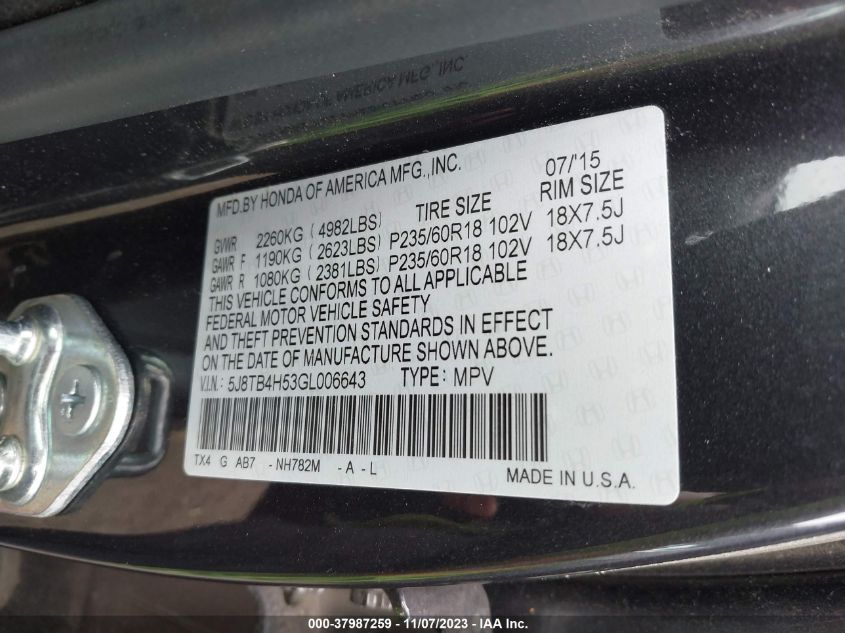 MFD.BY HONDA OF AMERICA MFG.,INC. 07/'15
TIRE SIZE RIM SIZE
GVWR 2260KG ( 4982LBS)
GAWR F 1190KG ( 2623LBS) P235/60R18 102V 18X7.5J
GAWR R 1080KG ( 2381LBS) P235/60R18 102V 18X7.5J
THIS VEHICLE CONFORMS TO ALL APPLICABLE
FEDERAL MOTOR VEHICLE SAFETY
AND THEFT PREVENTION STANDARDS IN EFFECT
ON THE DATE OF MANUFACTURE SHOWN ABOVE.
V.I.N.: 5J8TB4H53GL006643 TYPE: MPV
TX4 G AB7 - NH782M - A - L
MADE IN U.S.A.
000-37987259 - 11/07/2023 - IAA Inc.